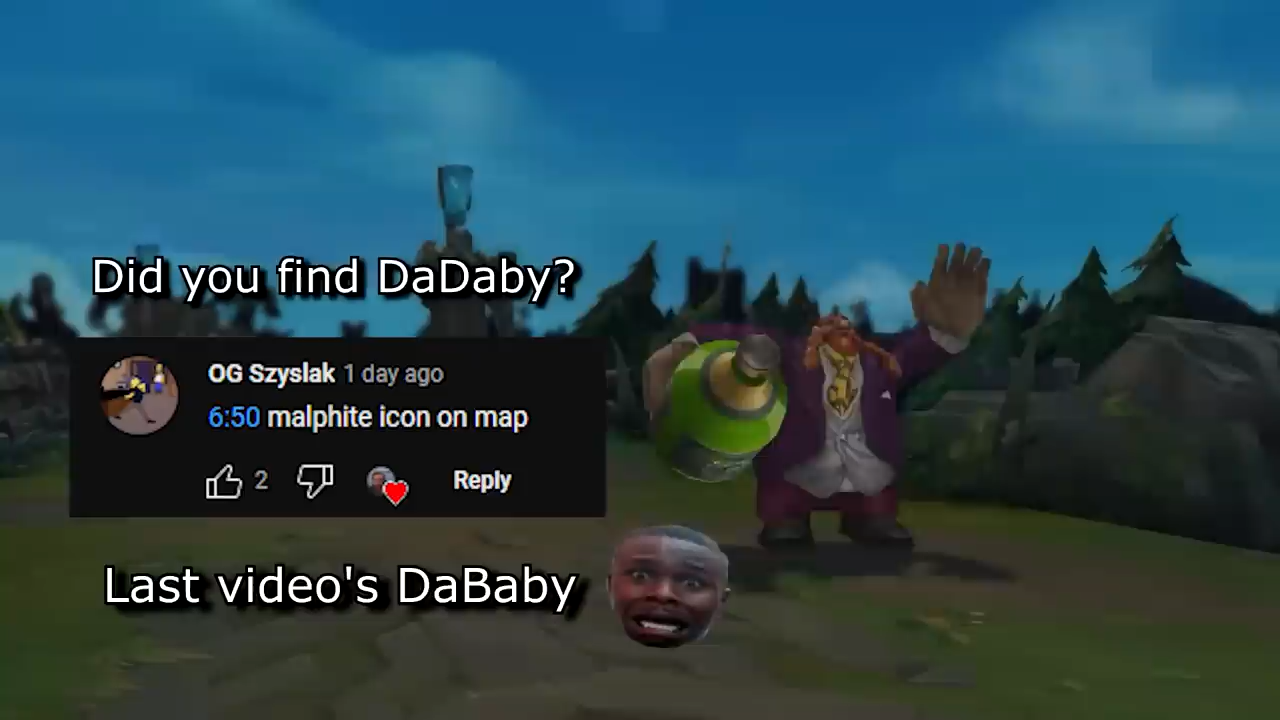 Did you find DaDaby?
OG Szyslak 1 day ago
6:50 malphite icon on map
2 Reply
Last video's DaBaby